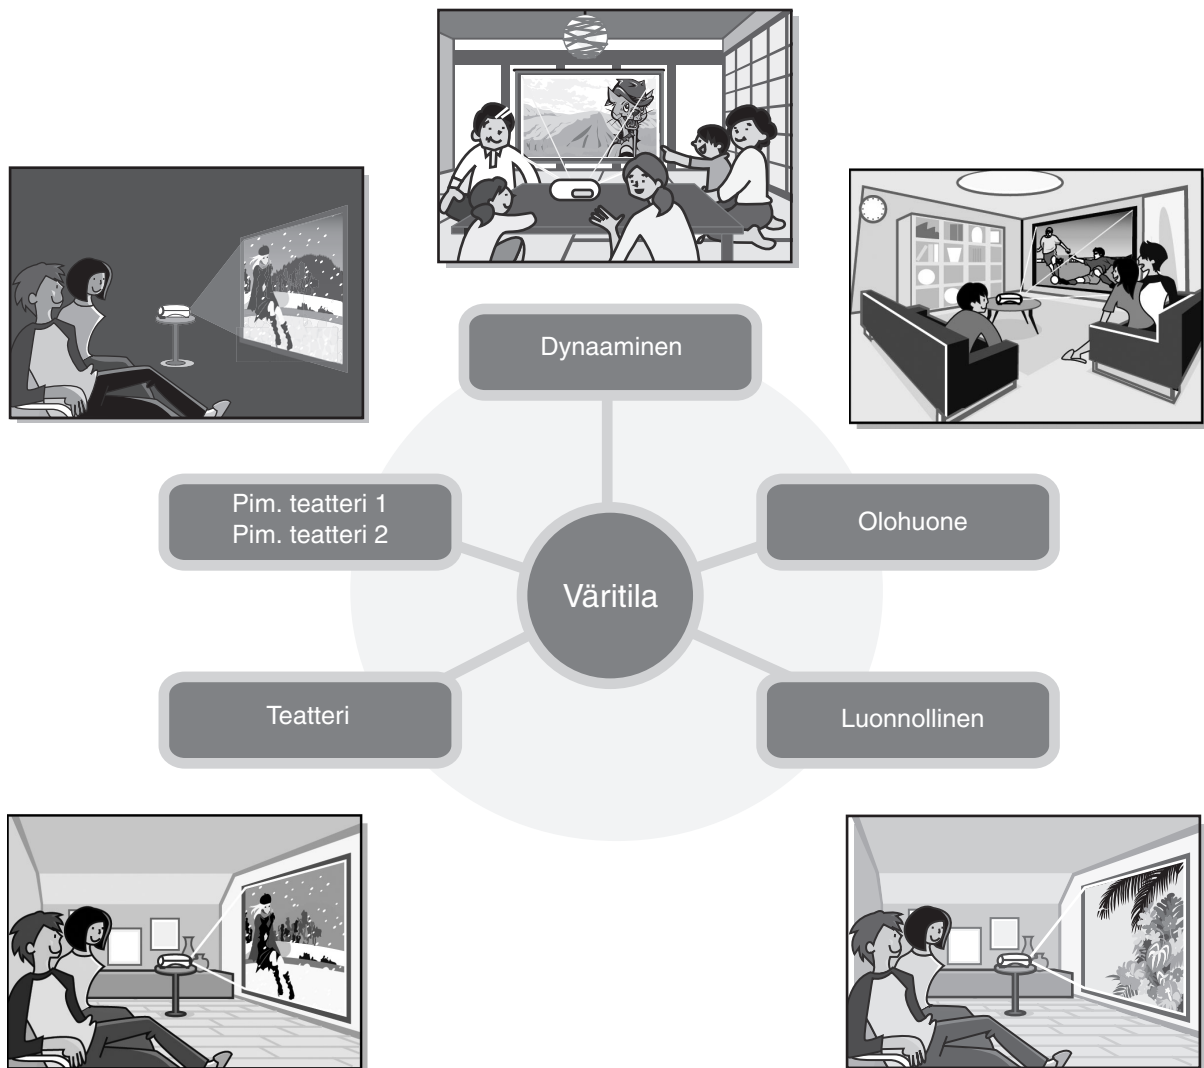 Dynaaminen
Pim. teatteri 1
Pim. teatteri 2
Olohuone
Väritila
Teatteri
Luonnollinen